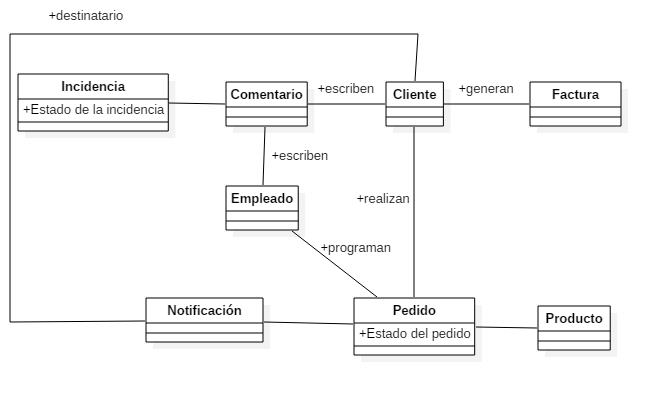 +destinatario
Incidencia
+Estado de la incidencia
Comentario
+escriben
Cliente
+generan
Factura
+escriben
Empleado
+realizan
+programan
Notificación
Pedido
+Estado del pedido
Producto